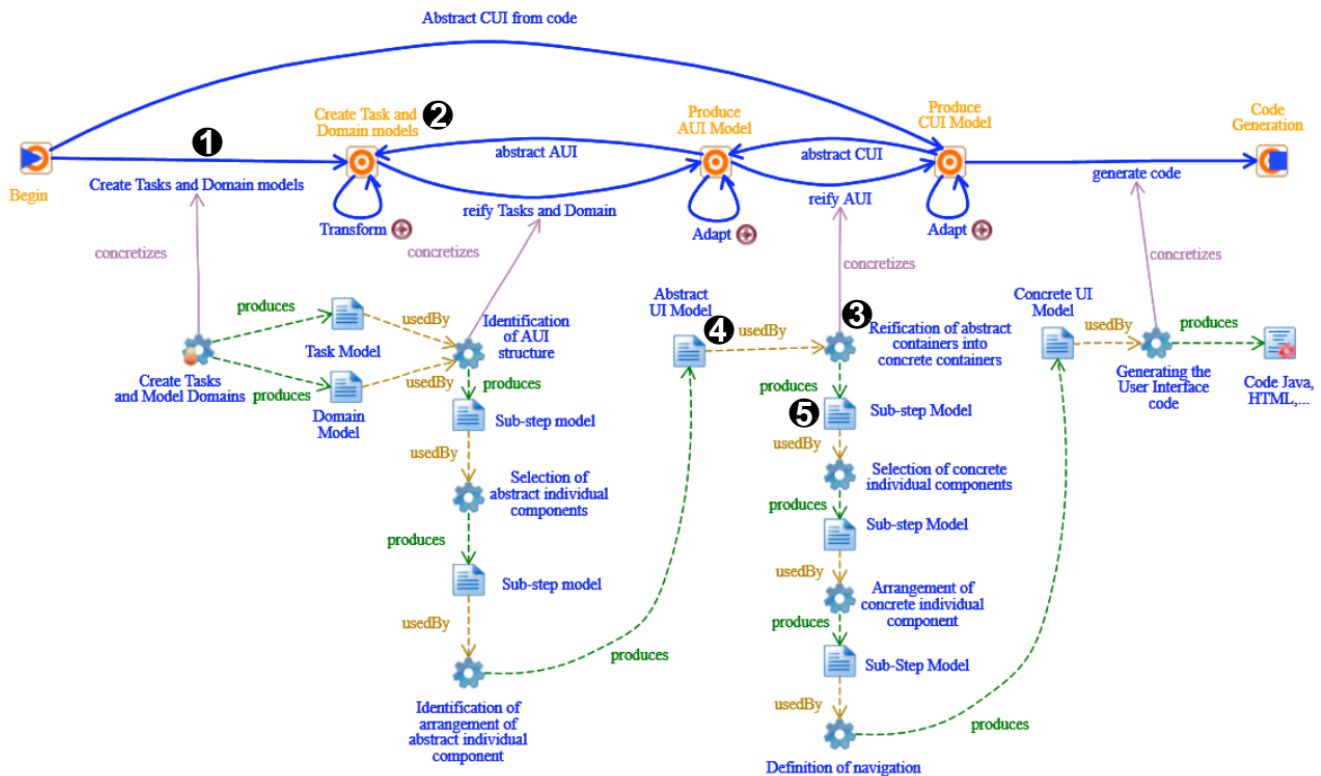 Abstract CUI from code
Create Task and
Domain models
2
Produce
AUI Model
Produce
CUI Model
Code
Generation
1
abstract AUI
abstract CUI
Begin
Create Tasks and Domain models
generate code
reify Tasks and Domain
reify AUI
Transform
Adapt
Adapt
concretizes
concretizes
concretizes
concretizes
Abstract
UI Model
Concrete UI
Model
produces
usedBy
Task Model
Identification
of AUI
structure
4
usedBy
3
Reification of abstract
containers into
concrete containers
usedBy
produces
Create Tasks
and Model Domains
produces
usedBy
Domain
Model
produces
Sub-step model
produces
5
Sub-step Model
Generating the
User Interface
code
Code Java,
HTML,...
usedBy
usedBy
Selection of
abstract individual
components
Selection of concrete
individual components
produces
produces
Sub-step Model
Sub-step model
usedBy
Arrangement of
concrete individual
component
usedBy
produces
produces
Sub-Step Model
Identification of
arrangement of
abstract individual
component
usedBy
produces
Definition of navigation